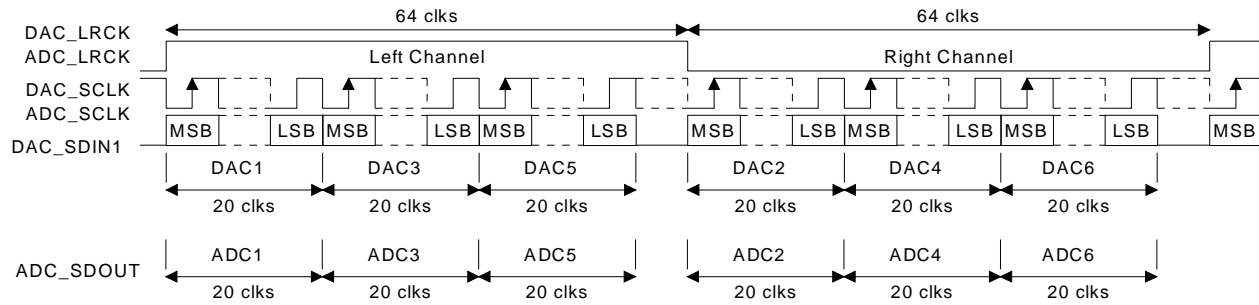 64 clks 64 clks
DAC_LRCK
ADC_LRCK Left Channel Right Channel
DAC_SCLK
ADC_SCLK
MSB LSB MSB LSB MSB LSB MSB LSB MSB LSB MSB LSB MSB
DAC_SDIN1
DAC1 DAC3 DAC5 DAC2 DAC4 DAC6
20 clks 20 clks 20 clks 20 clks 20 clks 20 clks
ADC1 ADC3 ADC5 ADC2 ADC4 ADC6
ADC_SDOUT
20 clks 20 clks 20 clks 20 clks 20 clks 20 clks